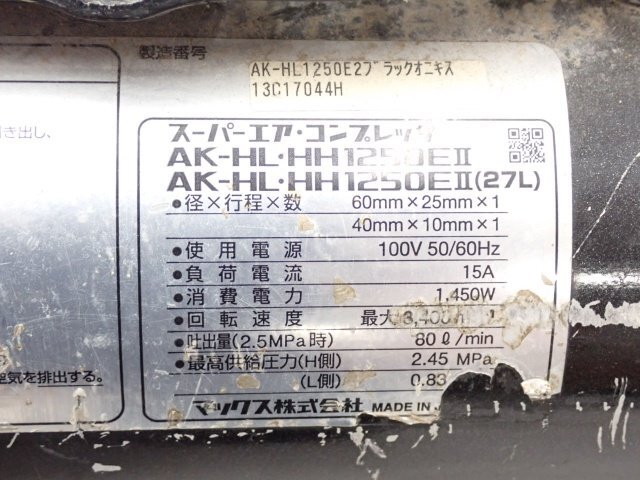 製造番号
AK-HL1250E2ブラックオニキス
13C17044H
き出し、
スーパーエア・コンプレッサ
AK-HL・HH1250EⅡ
AK-HL・HH1250EⅡ(27L)
●径×行程×数 60mm×25mm×1
40mm×10mm×1
●使用電源 100V 50/60Hz
●負荷電流 15A
●消費電力 1,450W
●回転速度 最大3,400
●吐出量(2.5MPa時) 80ℓ/min
●最高供給圧力(H側) 2.45 MPa
(L側) 0.83
空気を排出する。
マックス株式会社 MADE IN